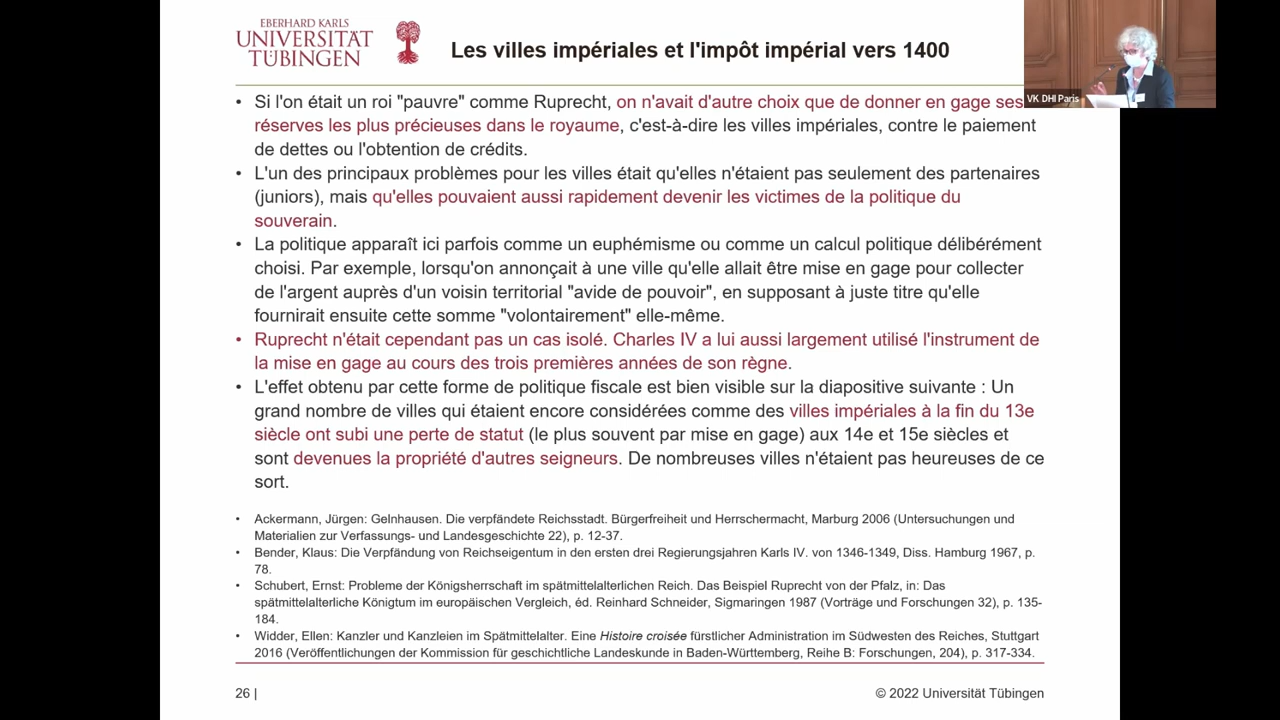 EBERHARD KARLS
UNIVERSITÄT
TÜBINGEN
Les villes impériales et l'impôt impérial vers 1400
VK DHI Paris
• Si l'on était un roi "pauvre" comme Ruprecht, on n'avait d'autre choix que de donner en gage ses
réserves les plus précieuses dans le royaume, c'est-à-dire les villes impériales, contre le paiement
de dettes ou l'obtention de crédits.
• L'un des principaux problèmes pour les villes était qu'elles n'étaient pas seulement des partenaires
(juniors), mais qu'elles pouvaient aussi rapidement devenir les victimes de la politique du
souverain.
• La politique apparaît ici parfois comme un euphémisme ou comme un calcul politique délibérément
choisi. Par exemple, lorsqu'on annonçait à une ville qu'elle allait être mise en gage pour collecter
de l'argent auprès d'un voisin territorial "avide de pouvoir", en supposant à juste titre qu'elle
fournirait ensuite cette somme "volontairement" elle-même.
• Ruprecht n'était cependant pas un cas isolé. Charles IV a lui aussi largement utilisé l'instrument de
la mise en gage au cours des trois premières années de son règne.
• L'effet obtenu par cette forme de politique fiscale est bien visible sur la diapositive suivante : Un
grand nombre de villes qui étaient encore considérées comme des villes impériales à la fin du 13e
siècle ont subi une perte de statut (le plus souvent par mise en gage) aux 14e et 15e siècles et
sont devenues la propriété d'autres seigneurs. De nombreuses villes n'étaient pas heureuses de ce
sort.
• Ackermann, Jürgen: Gelnhausen. Die verpfändete Reichsstadt. Bürgerfreiheit und Herrschermacht, Marburg 2006 (Untersuchungen und
Materialien zur Verfassungs- und Landesgeschichte 22), p. 12-37.
• Bender, Klaus: Die Verpfändung von Reichseigentum in den ersten drei Regierungsjahren Karls IV. von 1346-1349, Diss. Hamburg 1967, p.
78.
• Schubert, Ernst: Probleme der Königsherrschaft im spätmittelalterlichen Reich. Das Beispiel Ruprecht von der Pfalz, in: Das
spätmittelalterliche Königtum im europäischen Vergleich, éd. Reinhard Schneider, Sigmaringen 1987 (Vorträge und Forschungen 32), p. 135-
184.
• Widder, Ellen: Kanzler und Kanzleien im Spätmittelalter. Eine Histoire croisée fürstlicher Administration im Südwesten des Reiches, Stuttgart
2016 (Veröffentlichungen der Kommission für geschichtliche Landeskunde in Baden-Württemberg, Reihe B: Forschungen, 204), p. 317-334.
26 |
© 2022 Universität Tübingen